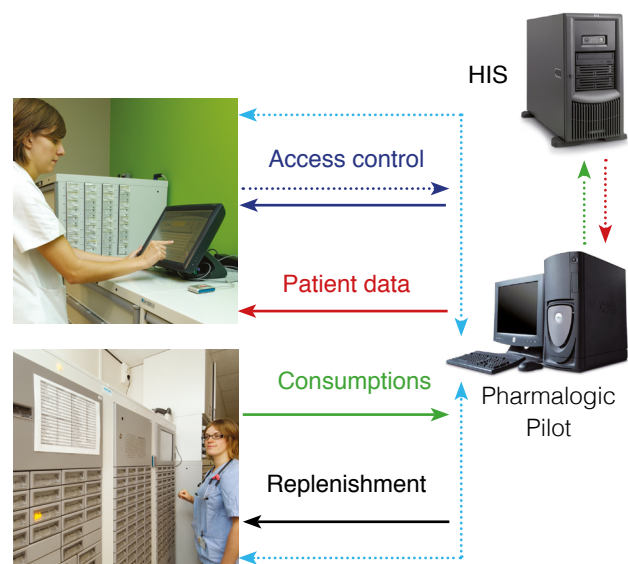 HIS
Access control
Patient data
Consumptions
Pharmalogic
Pilot
Replenishment